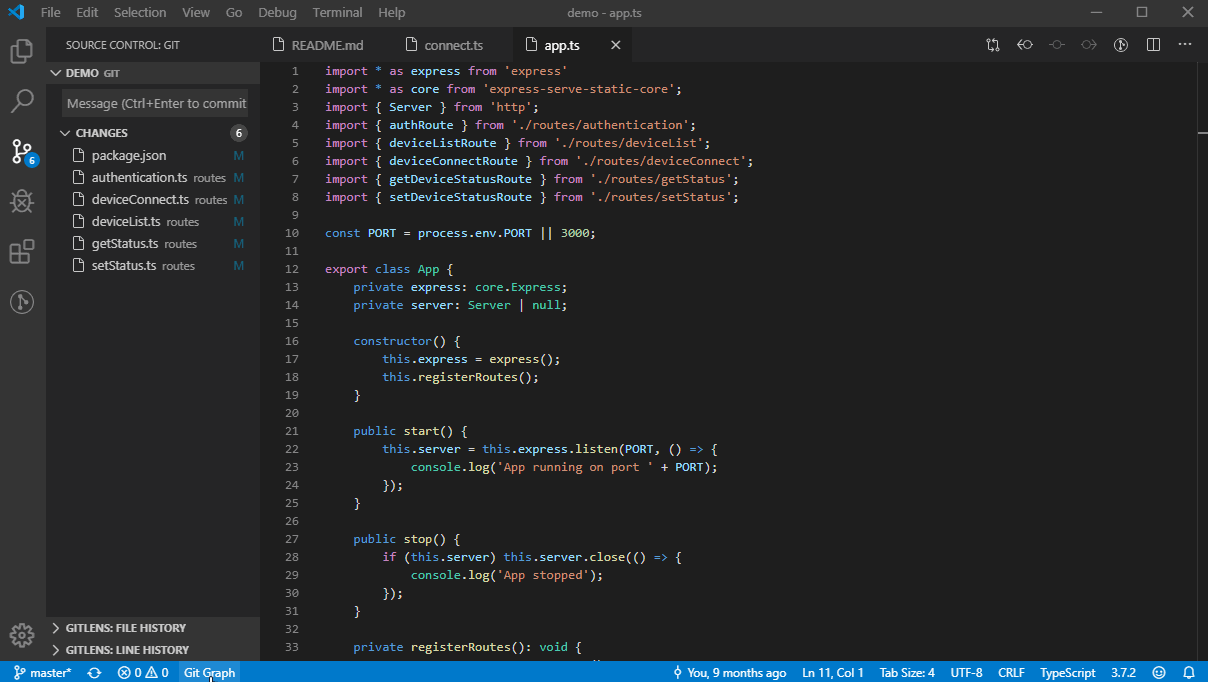 File Edit Selection View Go Debug Terminal Help
demo - app.ts
SOURCE CONTROL: GIT
DEMO GIT
Message (Ctrl+Enter to commit
CHANGES 6
package.json M
authentication.ts routes M
deviceConnect.ts routes M
deviceList.ts routes M
getStatus.ts routes M
setStatus.ts routes M
6
GITLENS: FILE HISTORY
GITLENS: LINE HISTORY
README.md connect.ts app.ts
1 import * as express from 'express'
2 import * as core from 'express-serve-static-core';
3 import { Server } from 'http';
4 import { authRoute } from './routes/authentication';
5 import { deviceListRoute } from './routes/deviceList';
6 import { deviceConnectRoute } from './routes/deviceConnect';
7 import { getDeviceStatusRoute } from './routes/getStatus';
8 import { setDeviceStatusRoute } from './routes/setStatus';
9
10 const PORT = process.env.PORT || 3000;
11
12 export class App {
13 private express: core.Express;
14 private server: Server | null;
15
16 constructor() {
17 this.express = express();
18 this.registerRoutes();
19 }
20
21 public start() {
22 this.server = this.express.listen(PORT, () => {
23 console.log('App running on port ' + PORT);
24 });
25 }
26
27 public stop() {
28 if (this.server) this.server.close(() => {
29 console.log('App stopped');
30 });
31 }
32
33 private registerRoutes(): void {
master* 0 0 Git Graph You, 9 months ago Ln 11, Col 1 Tab Size: 4 UTF-8 CRLF TypeScript 3.7.2